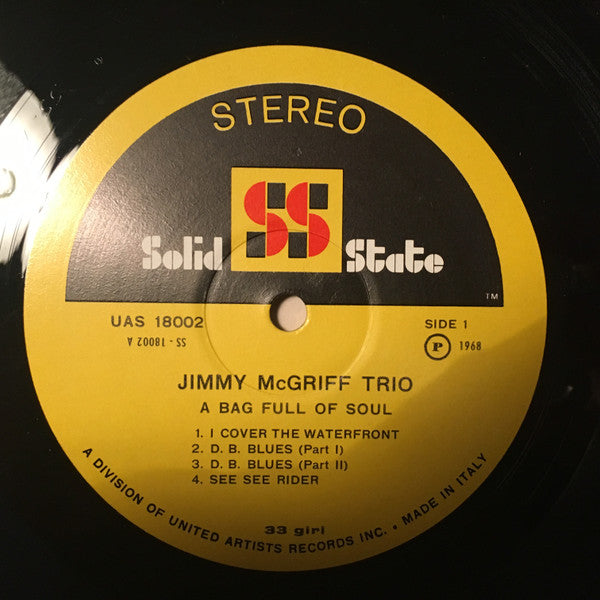 STEREO
SS
Solid State
TM
UAS 18002
SIDE 1
SS - 18002 A
P 1968
JIMMY McGRIFF TRIO
A BAG FULL OF SOUL
1. I COVER THE WATERFRONT
2. D. B. BLUES (Part I)
3. D. B. BLUES (Part II)
4. SEE SEE RIDER
33 giri
A DIVISION OF UNITED ARTISTS RECORDS INC. • MADE IN ITALY